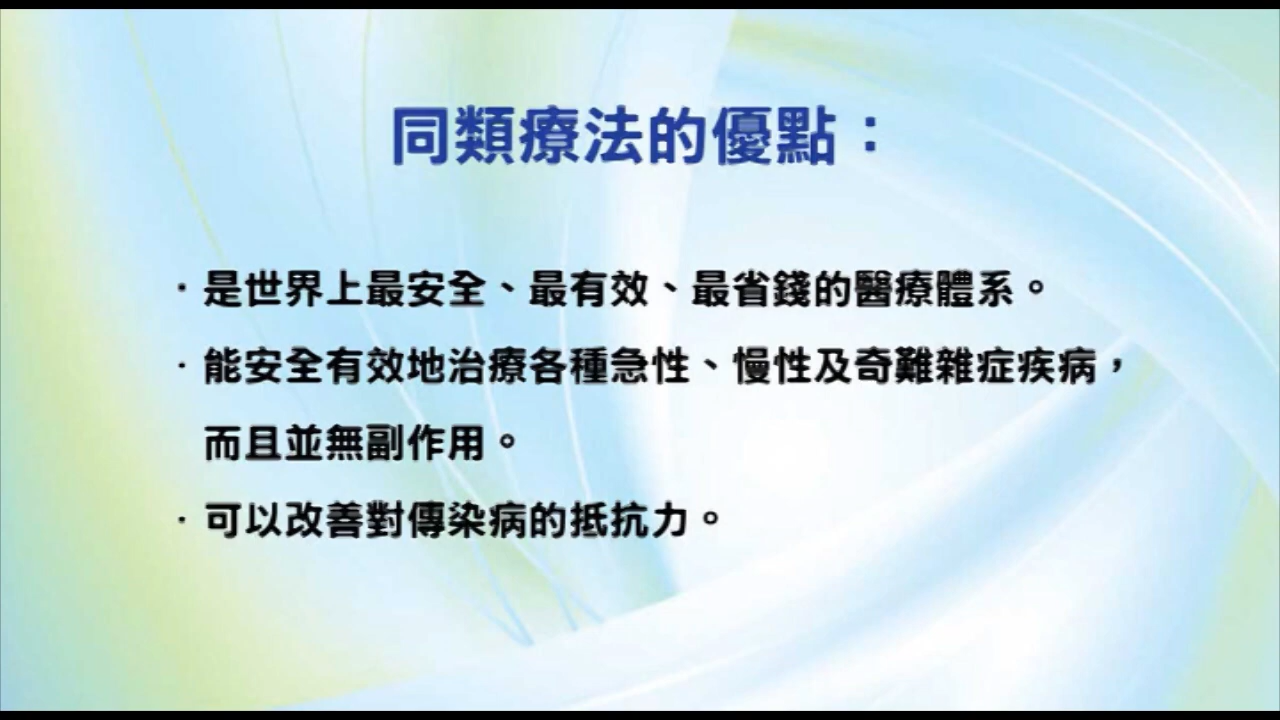 同類療法的優點：
·是世界上最安全、最有效、最省錢的醫療體系。
·能安全有效地治療各種急性、慢性及奇難雜症疾病，
而且並無副作用。
·可以改善對傳染病的抵抗力。